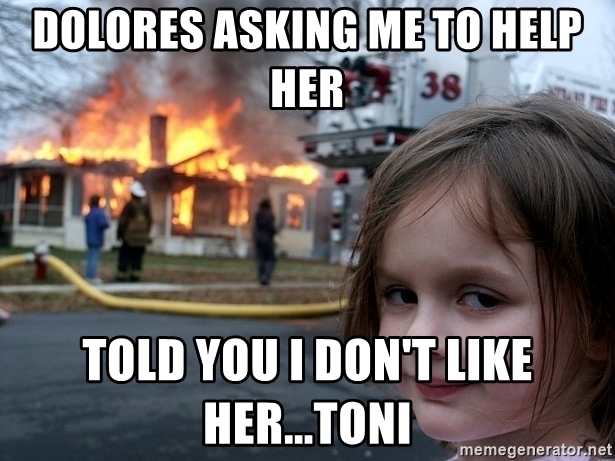 DOLORES ASKING ME TO HELP
HER
38
TOLD YOU I DON'T LIKE
HER...TONI
memegenerator.net